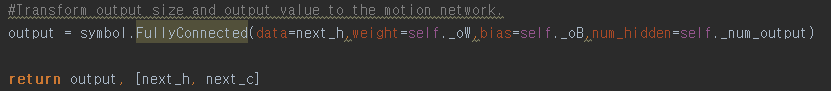 #Transform output size and output value to the motion network.
output = symbol.FullyConnected(data=next_h,weight=self._oW,bias=self._oB,num_hidden=self._num_output)
return output, [next_h, next_c]